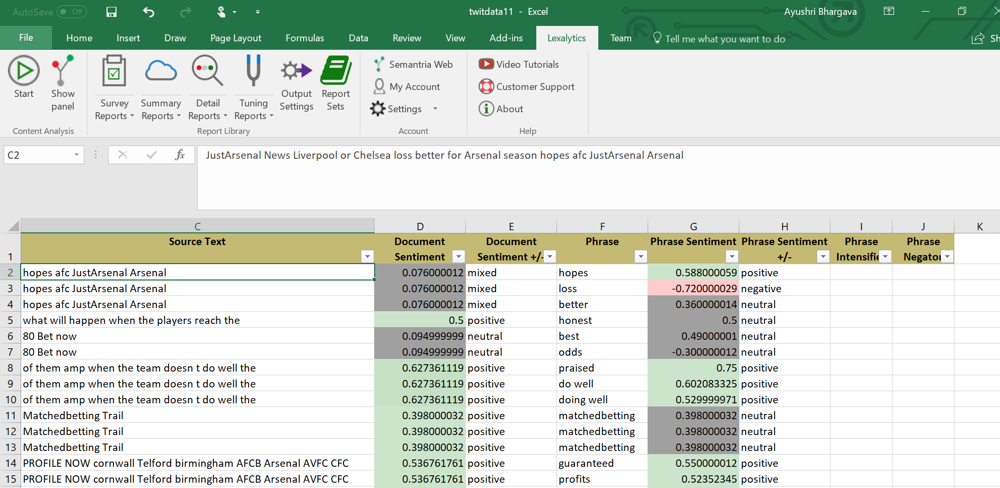 AutoSave Off twitdata11 - Excel Ayushri Bhargava
File Home Insert Draw Page Layout Formulas Data Review View Add-ins Lexalytics Team Tell me what you want to do Sh
Start
Show
panel
Content Analysis
Survey
Reports
Summary
Reports
Detail
Reports
Tuning
Reports
Output
Settings
Report
Sets
Report Library
Semantria Web
My Account
Settings
Account
Video Tutorials
Customer Support
About
Help
C2 fx JustArsenal News Liverpool or Chelsea loss better for Arsenal season hopes afc JustArsenal Arsenal
C D E F G H I J K
Source Text Document Document Phrase Phrase Sentiment Phrase Sentiment Phrase Phrase
1 Sentiment Sentiment +/- +/- Intensifie Negator
2 hopes afc JustArsenal Arsenal 0.076000012 mixed hopes 0.588000059 positive
3 hopes afc JustArsenal Arsenal 0.076000012 mixed loss -0.720000029 negative
4 hopes afc JustArsenal Arsenal 0.076000012 mixed better 0.360000014 neutral
5 what will happen when the players reach the 0.5 positive honest 0.5 neutral
6 80 Bet now 0.094999999 neutral best 0.49000001 neutral
7 80 Bet now 0.094999999 neutral odds -0.300000012 neutral
8 of them amp when the team doesn t do well the 0.627361119 positive praised 0.75 positive
9 of them amp when the team doesn t do well the 0.627361119 positive do well 0.602083325 positive
10 of them amp when the team doesn t do well the 0.627361119 positive doing well 0.529999971 positive
11 Matchedbetting Trail 0.398000032 positive matchedbetting 0.398000032 neutral
12 Matchedbetting Trail 0.398000032 positive matchedbetting 0.398000032 neutral
13 Matchedbetting Trail 0.398000032 positive matchedbetting 0.398000032 neutral
14 PROFILE NOW cornwall Telford birmingham AFCB Arsenal AVFC CFC 0.536761761 positive guaranteed 0.550000012 positive
15 PROFILE NOW cornwall Telford birmingham AFCB Arsenal AVFC CFC 0.536761761 positive profits 0.52352345 positive